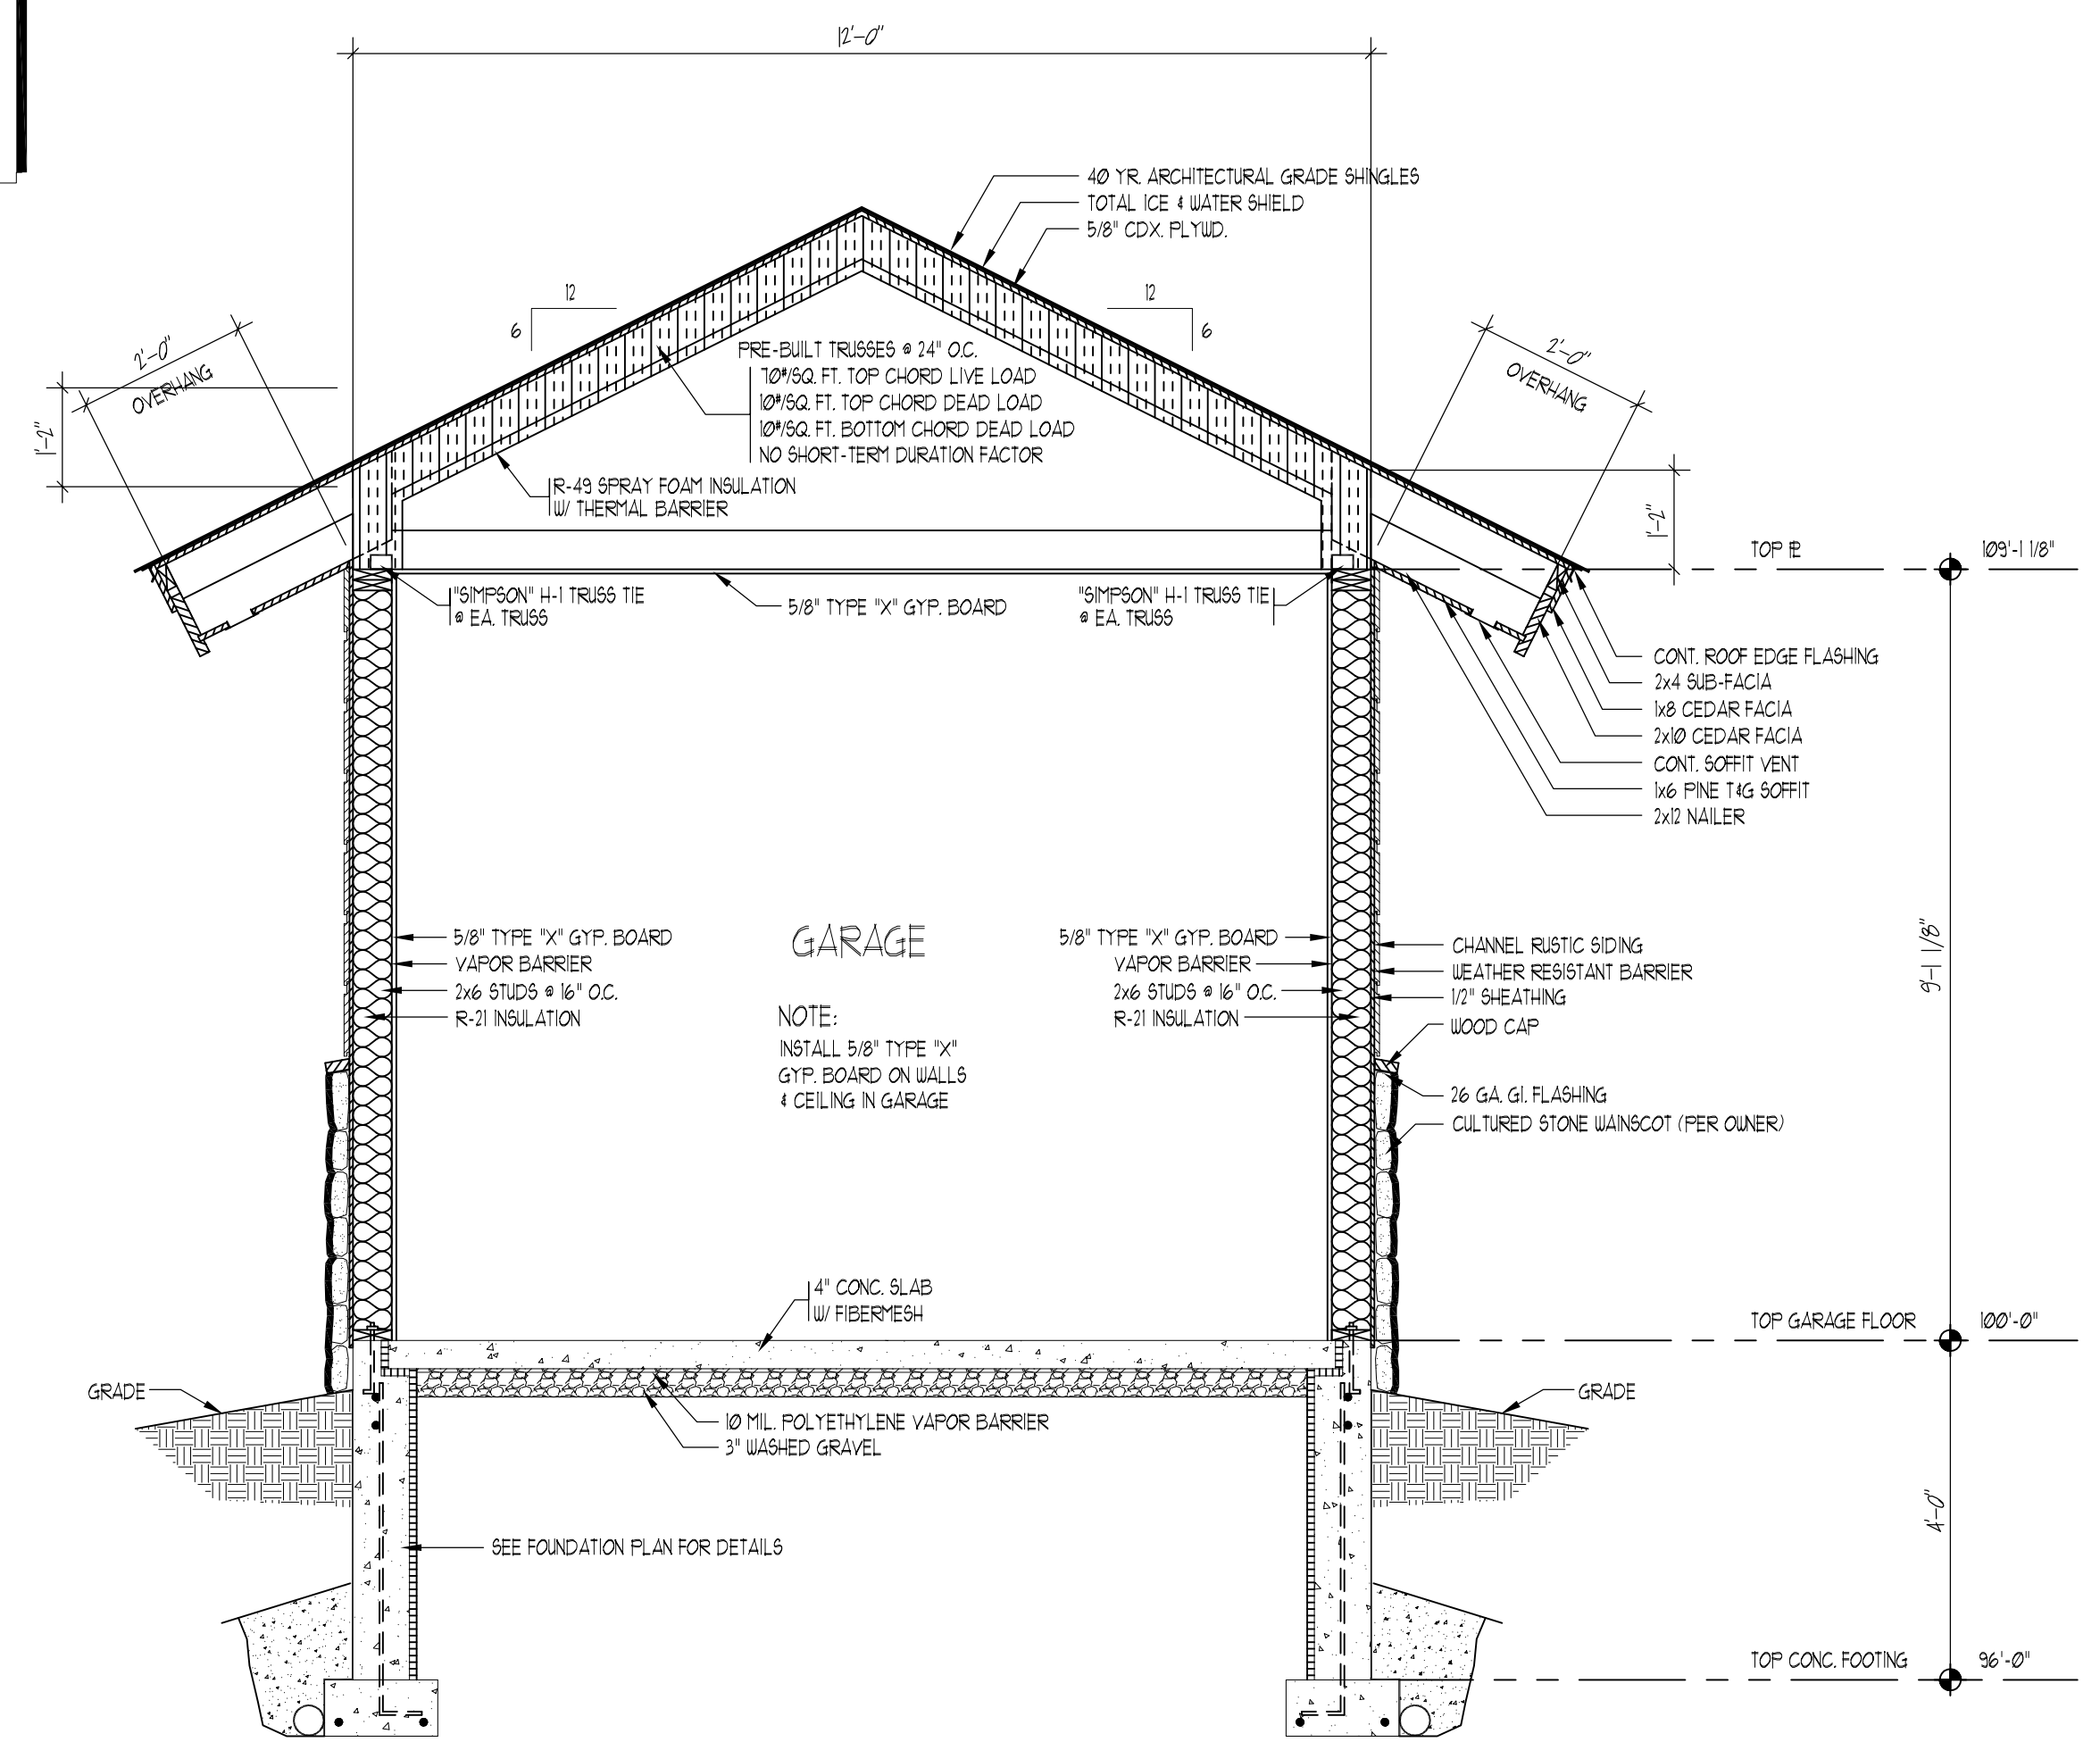 12'-0"
40 YR. ARCHITECTURAL GRADE SHINGLES
TOTAL ICE & WATER SHIELD
5/8" CDX. PLYWD.
12
6
12
6
2'-0"
OVERHANG
1'-2"
2'-0"
OVERHANG
1'-2"
PRE-BUILT TRUSSES @ 24" O.C.
70#/SQ. FT. TOP CHORD LIVE LOAD
10#/SQ. FT. TOP CHORD DEAD LOAD
10#/SQ. FT. BOTTOM CHORD DEAD LOAD
NO SHORT-TERM DURATION FACTOR
R-49 SPRAY FOAM INSULATION
W/ THERMAL BARRIER
TOP PL
109'-1 1/8"
"SIMPSON" H-1 TRUSS TIE
@ EA. TRUSS
5/8" TYPE "X" GYP. BOARD
"SIMPSON" H-1 TRUSS TIE
@ EA. TRUSS
CONT. ROOF EDGE FLASHING
2x4 SUB-FACIA
1x8 CEDAR FACIA
2x10 CEDAR FACIA
CONT. SOFFIT VENT
1x6 PINE T&G SOFFIT
2x12 NAILER
5/8" TYPE "X" GYP. BOARD
VAPOR BARRIER
2x6 STUDS @ 16" O.C.
R-21 INSULATION
GARAGE
NOTE:
INSTALL 5/8" TYPE "X"
GYP. BOARD ON WALLS
& CEILING IN GARAGE
5/8" TYPE "X" GYP. BOARD
VAPOR BARRIER
2x6 STUDS @ 16" O.C.
R-21 INSULATION
CHANNEL RUSTIC SIDING
WEATHER RESISTANT BARRIER
1/2" SHEATHING
WOOD CAP
26 GA. G.I. FLASHING
CULTURED STONE WAINSCOT (PER OWNER)
9'-1 1/8"
4" CONC. SLAB
W/ FIBERMESH
TOP GARAGE FLOOR
100'-0"
GRADE
GRADE
10 MIL. POLYETHYLENE VAPOR BARRIER
3" WASHED GRAVEL
4'-0"
SEE FOUNDATION PLAN FOR DETAILS
TOP CONC. FOOTING
96'-0"